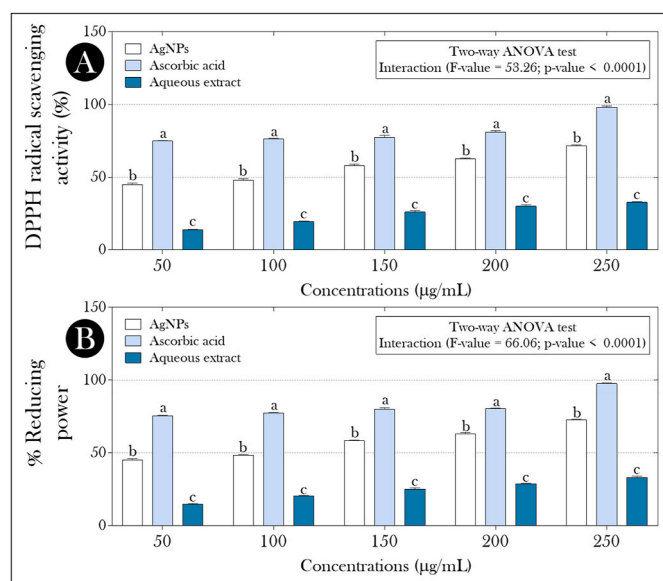 A
AgNPs
Ascorbic acid
Aqueous extract
Two-way ANOVA test
Interaction (F-value = 53.26; p-value < 0.0001)
DPPH radical scavenging
activity (%)
150
100
50
0
b a c b a c b a c b a c b a c
50 100 150 200 250
Concentrations (µg/mL)
B
AgNPs
Ascorbic acid
Aqueous extract
Two-way ANOVA test
Interaction (F-value = 66.06; p-value < 0.0001)
% Reducing
power
150
100
50
0
b a c b a c b a c b a c b a c
50 100 150 200 250
Concentrations (µg/mL)